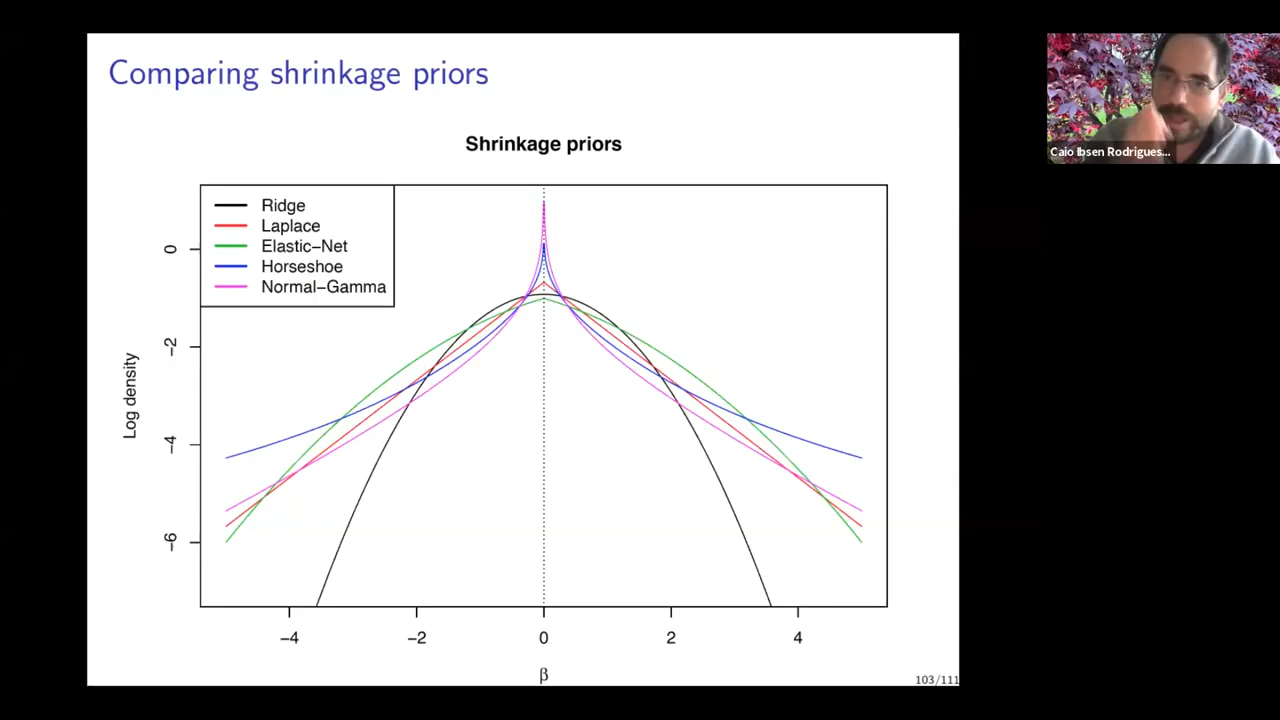 Comparing shrinkage priors
Shrinkage priors
Ridge
Laplace
Elastic−Net
Horseshoe
Normal−Gamma
Log density
0
−2
−4
−6
−4
−2
0
2
4
β
103/111
Caio Ibsen Rodrigues...